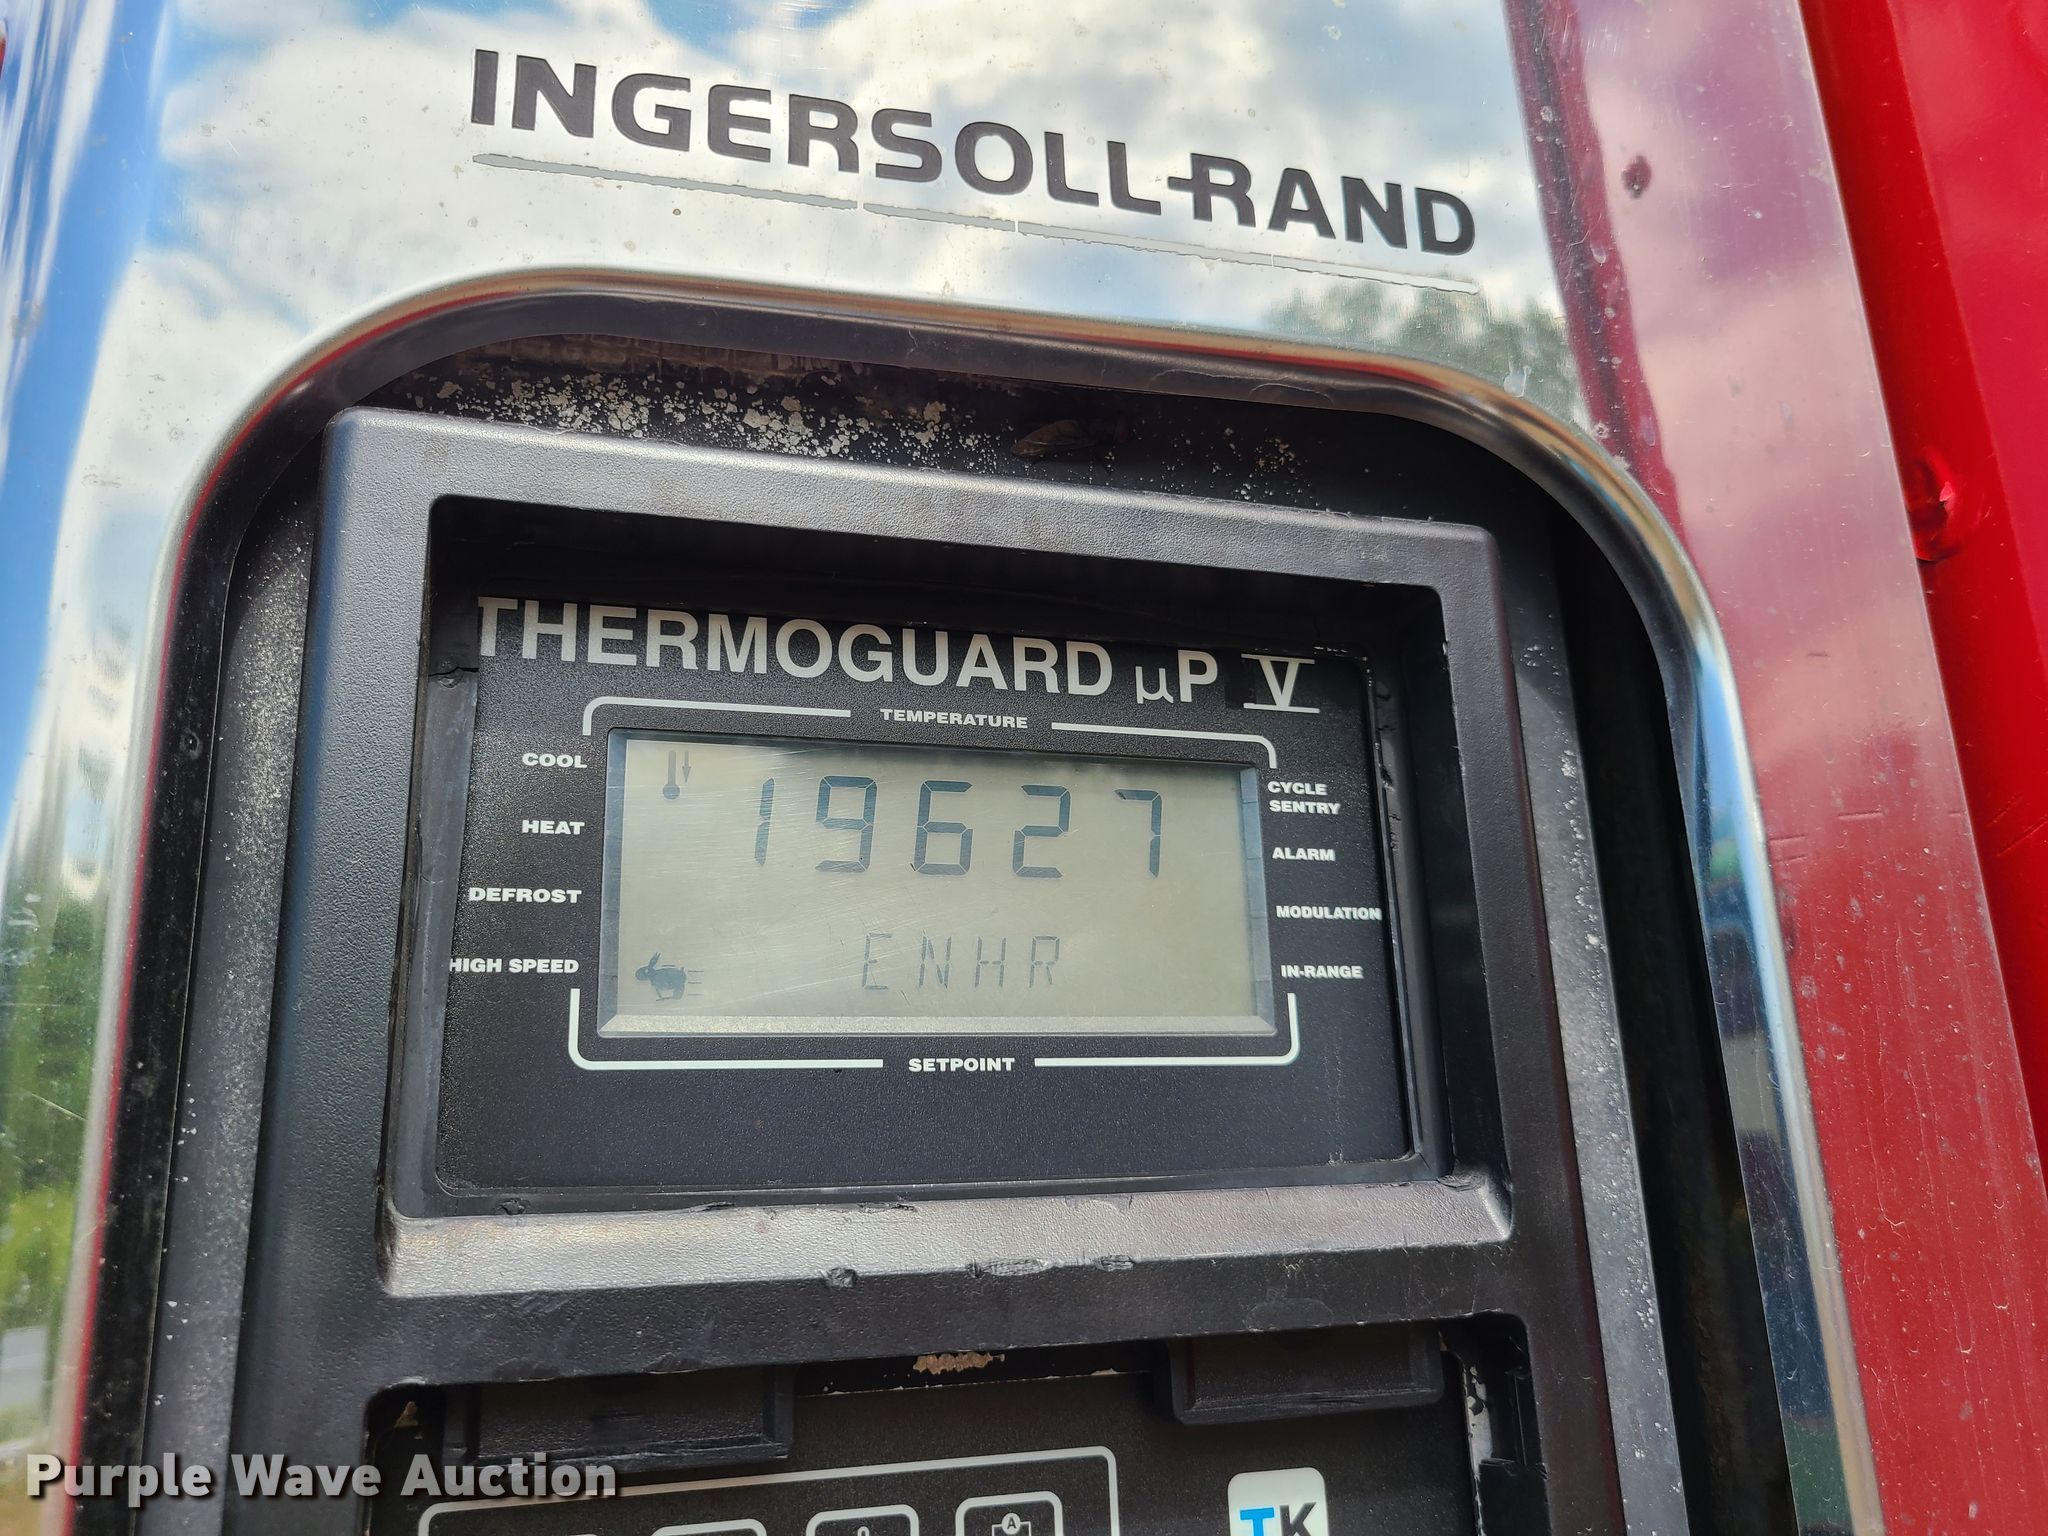 INGERSOLL-RAND
THERMOGUARD µP V
TEMPERATURE
COOL
HEAT
DEFROST
HIGH SPEED
19627
ENHR
CYCLE
SENTRY
ALARM
MODULATION
IN-RANGE
SETPOINT
A
TK
Purple Wave Auction